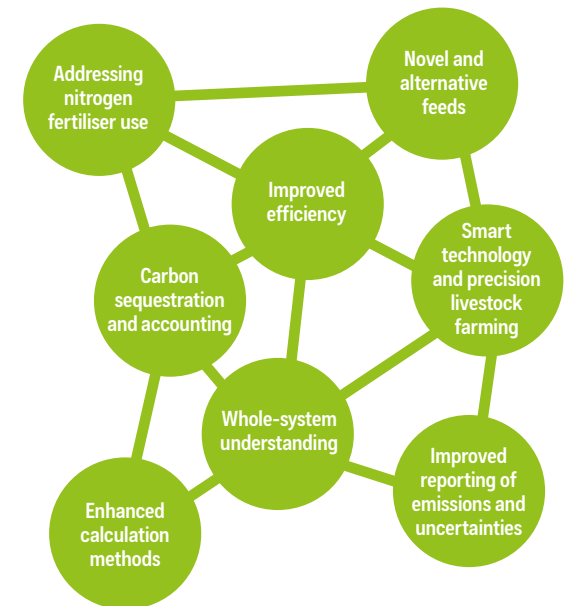 Addressing
nitrogen
fertiliser use
Novel and
alternative
feeds
Improved
efficiency
Smart
technology
and precision
livestock
farming
Carbon
sequestration
and accounting
Whole-system
understanding
Improved
reporting of
emissions and
uncertainties
Enhanced
calculation
methods